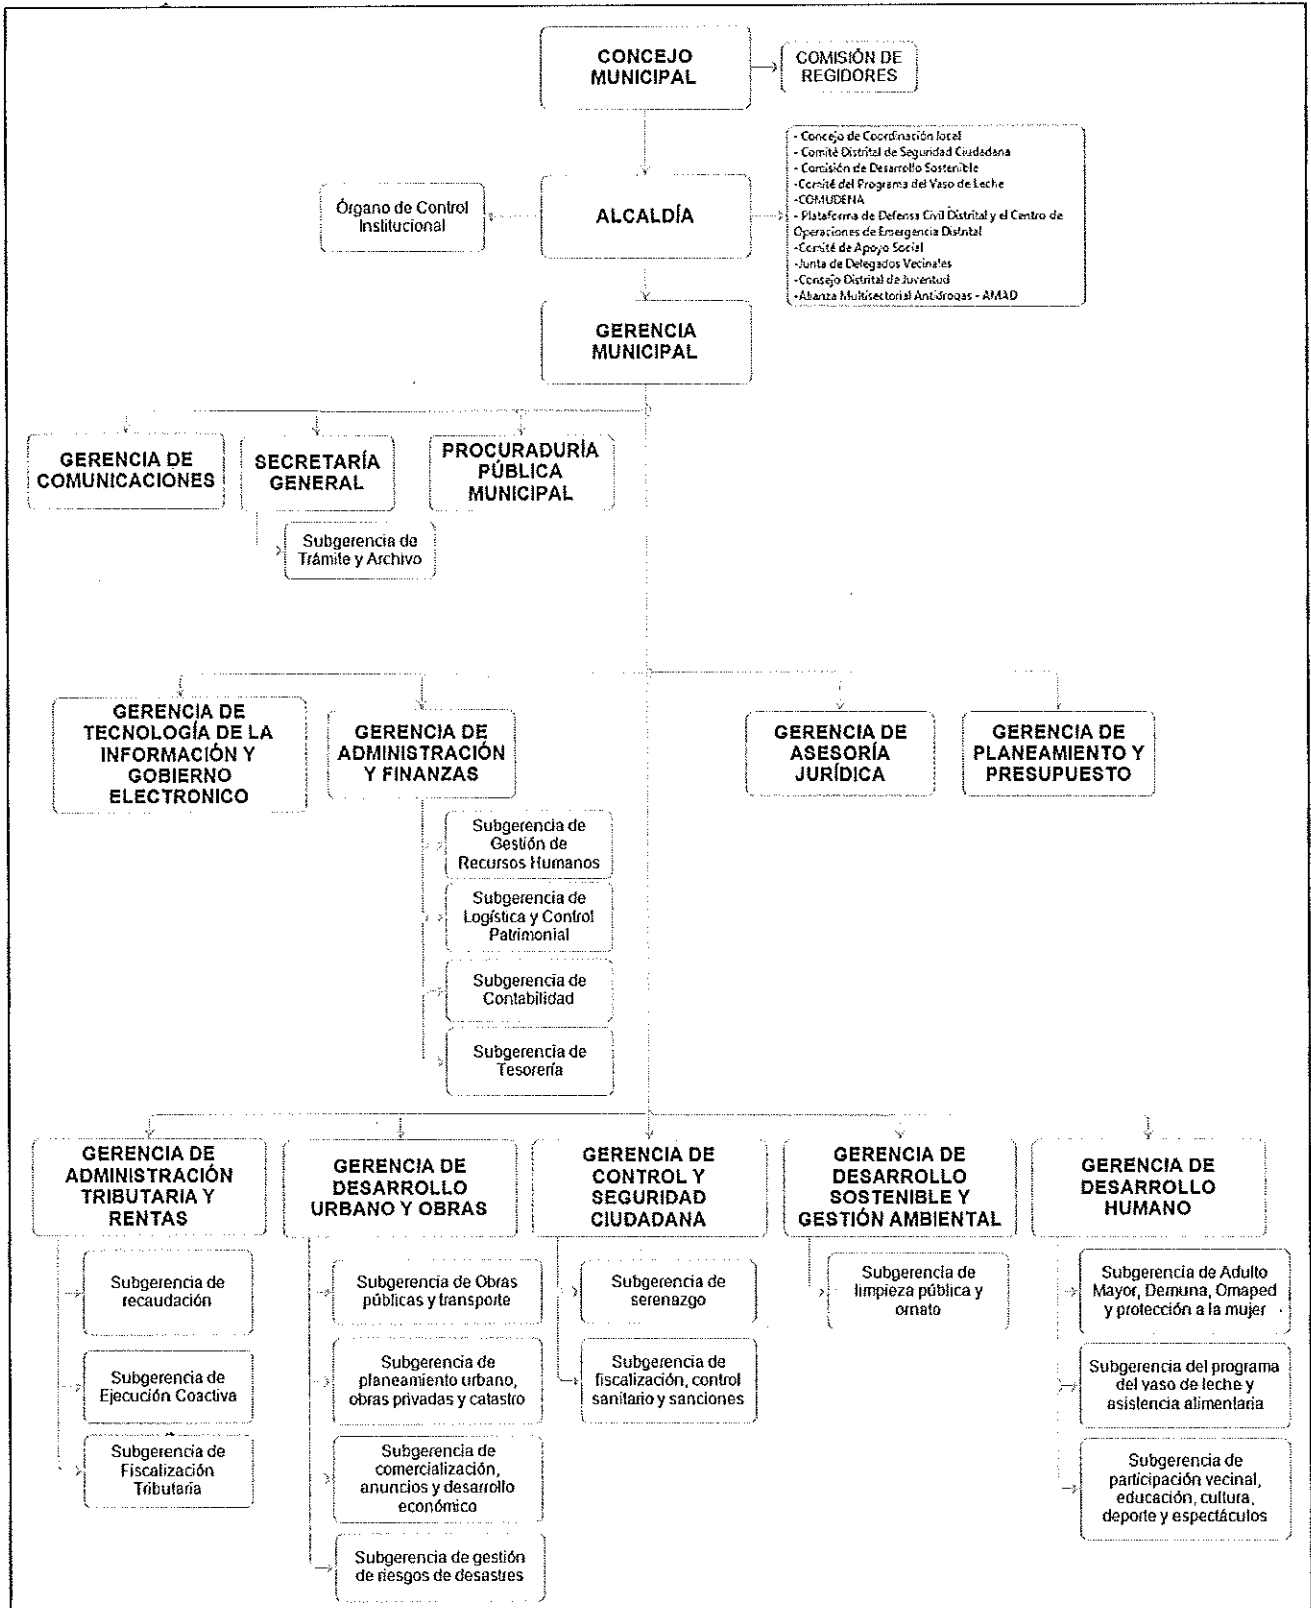 CONCEJO
MUNICIPAL
COMISIÓN DE
REGIDORES
- Concejo de Coordinación local
- Comité Distrital de Seguridad Ciudadana
- Comisión de Desarrollo Sostenible
-Comité del Programa del Vaso de Leche
-COMUDENA
- Plataforma de Defensa Civil Distrital y el Centro de
Operaciones de Emergencia Distrital
-Comité de Apoyo Social
-Junta de Delegados Vecinales
-Consejo Distrital de Juventud
-Alianza Multisectorial Antidrogas - AMAD
Órgano de Control
Institucional
ALCALDÍA
GERENCIA
MUNICIPAL
GERENCIA DE
COMUNICACIONES
SECRETARÍA
GENERAL
PROCURADURÍA
PÚBLICA
MUNICIPAL
Subgerencia de
Trámite y Archivo
GERENCIA DE
TECNOLOGÍA DE LA
INFORMACIÓN Y
GOBIERNO
ELECTRONICO
GERENCIA DE
ADMINISTRACIÓN
Y FINANZAS
GERENCIA DE
ASESORÍA
JURÍDICA
GERENCIA DE
PLANEAMIENTO Y
PRESUPUESTO
Subgerencia de
Gestión de
Recursos Humanos
Subgerencia de
Logística y Control
Patrimonial
Subgerencia de
Contabilidad
Subgerencia de
Tesorería
GERENCIA DE
ADMINISTRACIÓN
TRIBUTARIA Y
RENTAS
GERENCIA DE
DESARROLLO
URBANO Y OBRAS
GERENCIA DE
CONTROL Y
SEGURIDAD
CIUDADANA
GERENCIA DE
DESARROLLO
SOSTENIBLE Y
GESTIÓN AMBIENTAL
GERENCIA DE
DESARROLLO
HUMANO
Subgerencia de
recaudación
Subgerencia de
Ejecución Coactiva
Subgerencia de
Fiscalización
Tributaria
Subgerencia de Obras
públicas y transporte
Subgerencia de
planeamiento urbano,
obras privadas y catastro
Subgerencia de
comercialización,
anuncios y desarrollo
económico
Subgerencia de gestión
de riesgos de desastres
Subgerencia de
serenazgo
Subgerencia de
fiscalización, control
sanitario y sanciones
Subgerencia de
limpieza pública y
ornato
Subgerencia de Adulto
Mayor, Demuna, Omaped
y protección a la mujer
Subgerencia del programa
del vaso de leche y
asistencia alimentaria
Subgerencia de
participación vecinal,
educación, cultura,
deporte y espectáculos